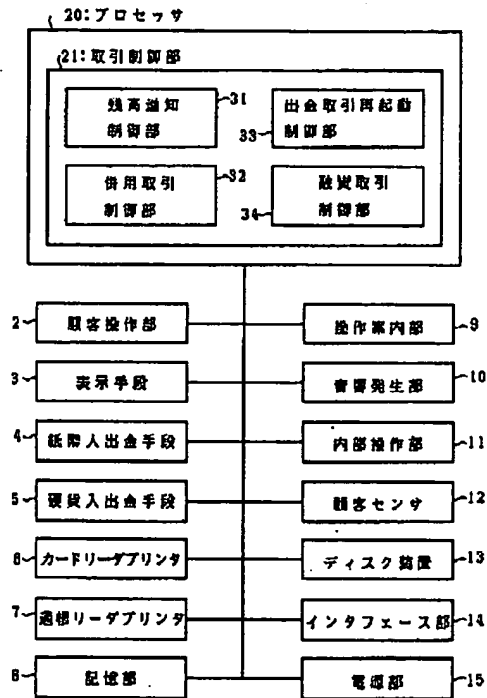 20:プロセッサ
21:取引制御部
残高通知
制御部
31
出金取引再起動
制御部
33
併用取引
制御部
32
融資取引
制御部
34
2
顧客操作部
操作案内部
9
3
表示手段
音響発生部
10
4
紙幣入出金手段
内部操作部
11
5
硬貨入出金手段
顧客センサ
12
6
カードリーダプリンタ
ディスク装置
13
7
通帳リーダプリンタ
インタフェース部
14
8
記憶部
電源部
15